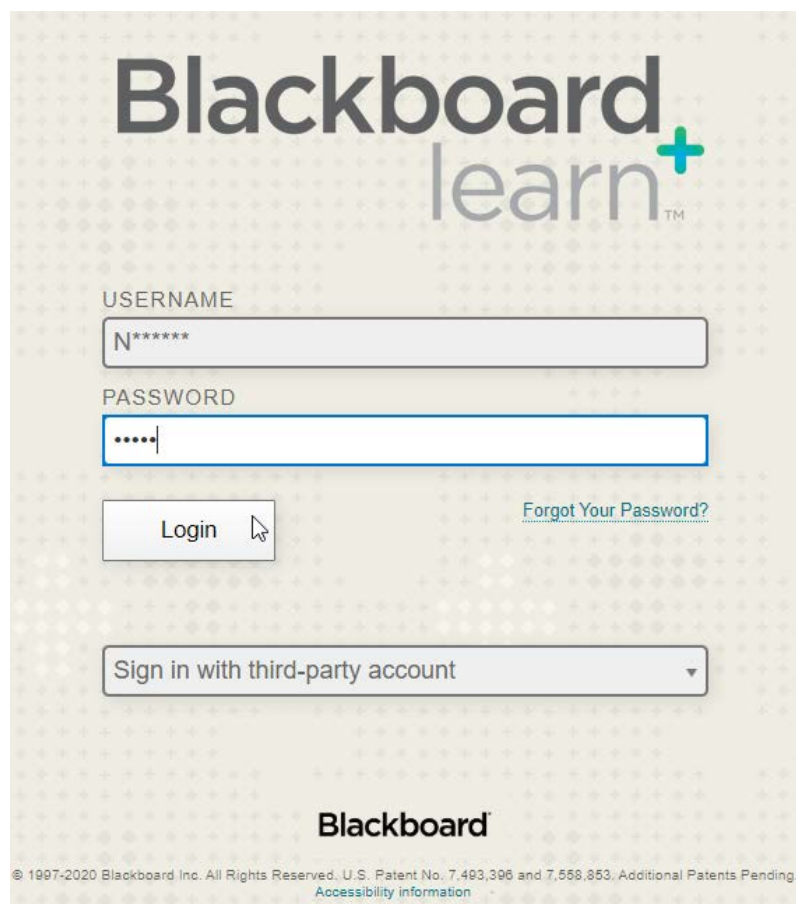 Blackboard
learn+™
USERNAME
N******
PASSWORD
•••••
Login
Forgot Your Password?
Sign in with third-party account
Blackboard
© 1997-2020 Blackboard Inc. All Rights Reserved. U.S. Patent No. 7,493,396 and 7,558,853. Additional Patents Pending.
Accessibility information